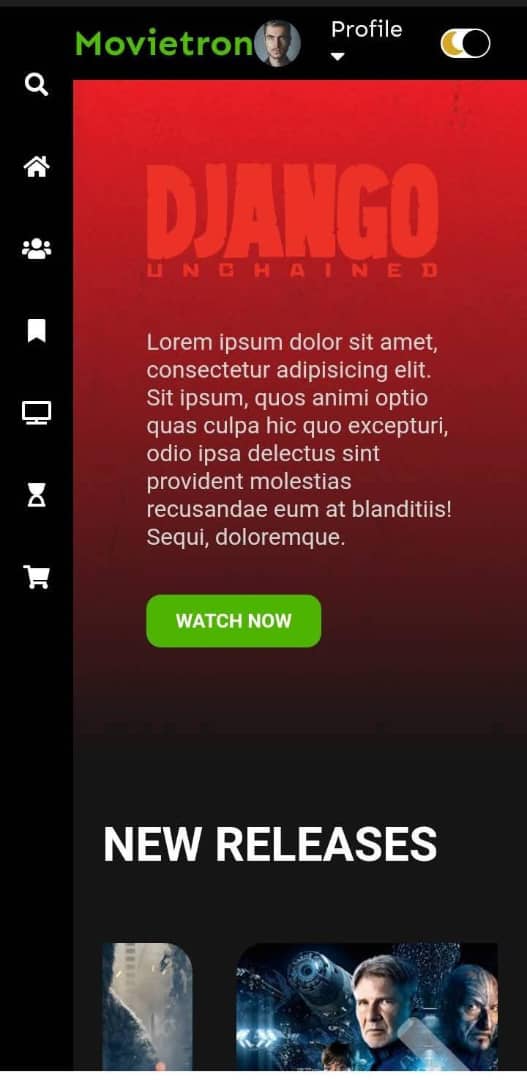 Movietron
Profile
DJANGO
UNCHAINED
Lorem ipsum dolor sit amet,
consectetur adipisicing elit.
Sit ipsum, quos animi optio
quas culpa hic quo excepturi,
odio ipsa delectus sint
provident molestias
recusandae eum at blanditiis!
Sequi, doloremque.
WATCH NOW
NEW RELEASES